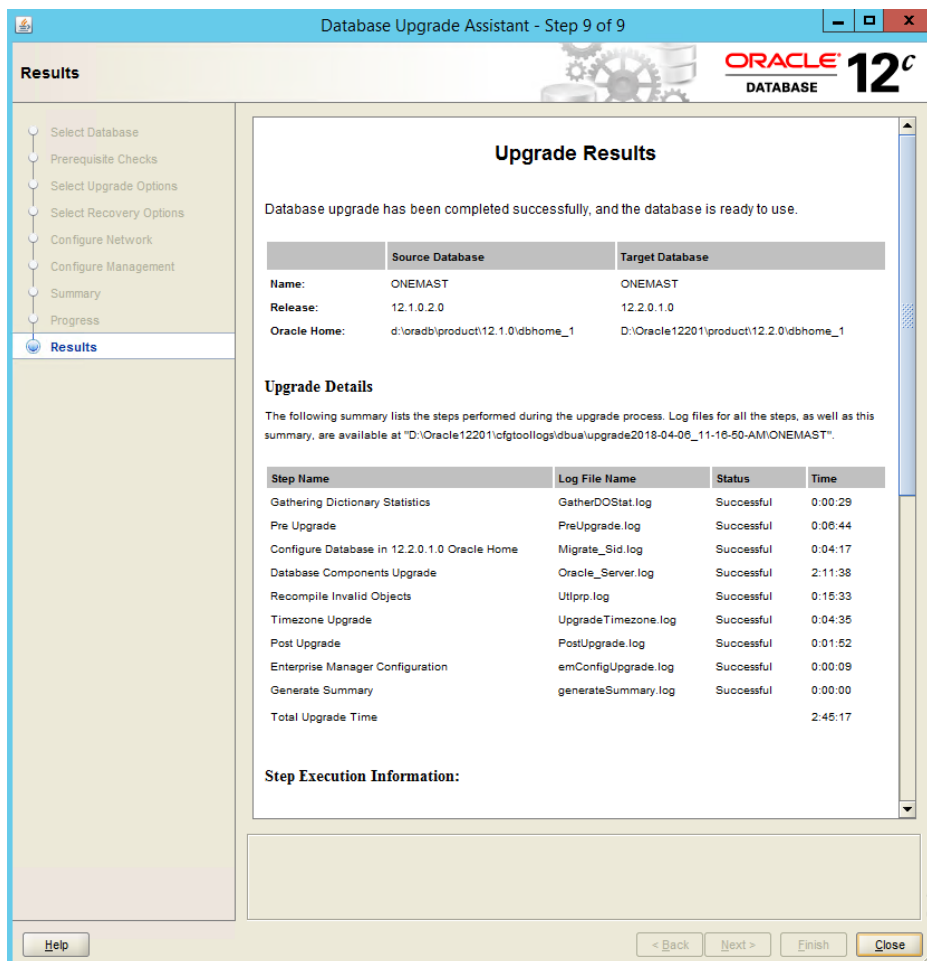 Database Upgrade Assistant - Step 9 of 9
Results
ORACLE
DATABASE
12c
Select Database
Prerequisite Checks
Select Upgrade Options
Select Recovery Options
Configure Network
Configure Management
Summary
Progress
Results
Upgrade Results
Database upgrade has been completed successfully, and the database is ready to use.
Source Database Target Database
Name: ONEMAST ONEMAST
Release: 12.1.0.2.0 12.2.0.1.0
Oracle Home: d:\oradb\product\12.1.0\dbhome_1 D:\Oracle12201\product\12.2.0\dbhome_1
Upgrade Details
The following summary lists the steps performed during the upgrade process. Log files for all the steps, as well as this
summary, are available at "D:\Oracle12201\cfgtoollogs\dbua\upgrade2018-04-06_11-16-50-AM\ONEMAST".
Step Name Log File Name Status Time
Gathering Dictionary Statistics GatherDOStat.log Successful 0:00:29
Pre Upgrade PreUpgrade.log Successful 0:06:44
Configure Database in 12.2.0.1.0 Oracle Home Migrate_Sid.log Successful 0:04:17
Database Components Upgrade Oracle_Server.log Successful 2:11:38
Recompile Invalid Objects Utlprp.log Successful 0:15:33
Timezone Upgrade UpgradeTimezone.log Successful 0:04:35
Post Upgrade PostUpgrade.log Successful 0:01:52
Enterprise Manager Configuration emConfigUpgrade.log Successful 0:00:09
Generate Summary generateSummary.log Successful 0:00:00
Total Upgrade Time 2:45:17
Step Execution Information:
Help < Back Next > Finish Close